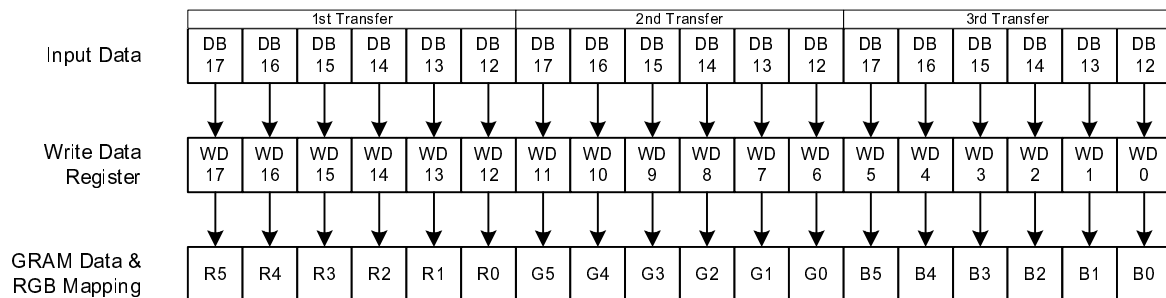 1st Transfer 2nd Transfer 3rd Transfer
Input Data DB 17 DB 16 DB 15 DB 14 DB 13 DB 12 DB 17 DB 16 DB 15 DB 14 DB 13 DB 12 DB 17 DB 16 DB 15 DB 14 DB 13 DB 12
Write Data Register WD 17 WD 16 WD 15 WD 14 WD 13 WD 12 WD 11 WD 10 WD 9 WD 8 WD 7 WD 6 WD 5 WD 4 WD 3 WD 2 WD 1 WD 0
GRAM Data & RGB Mapping R5 R4 R3 R2 R1 R0 G5 G4 G3 G2 G1 G0 B5 B4 B3 B2 B1 B0